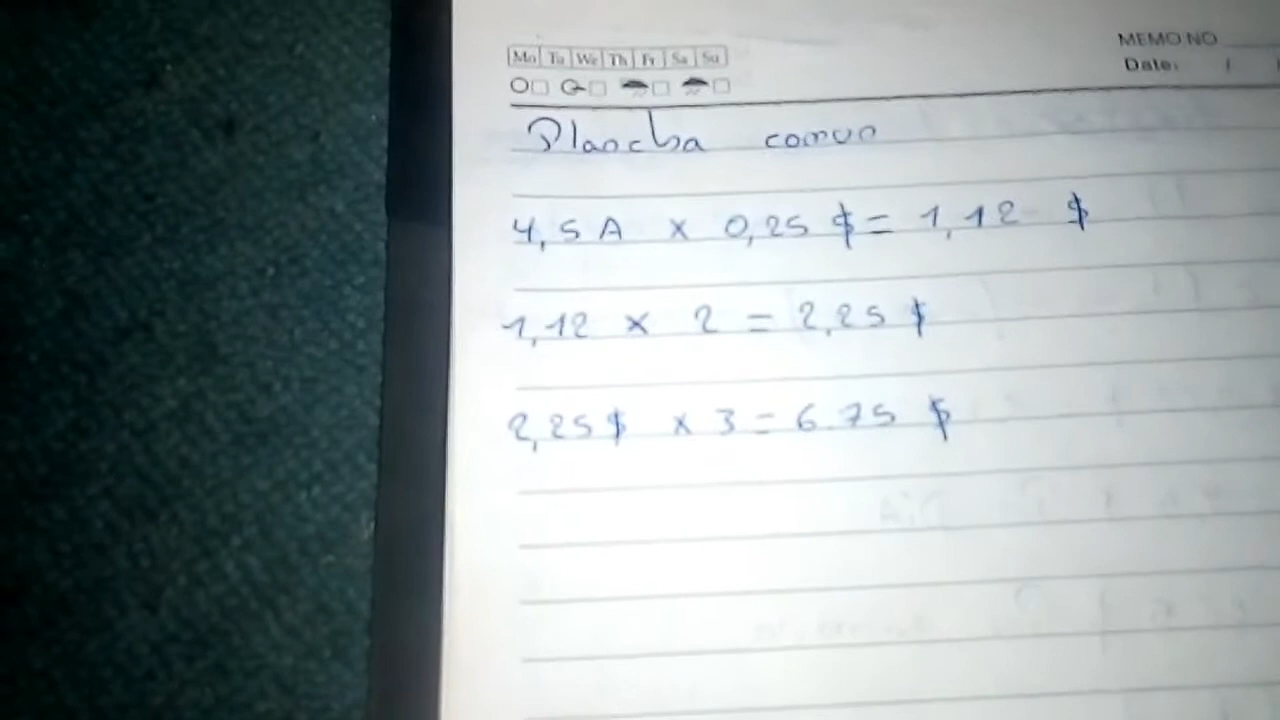 MEMO NO
Mo Tu We Th Fr Sa Su
Date: / /
Plancha comun
4,5 A x 0,25 $ = 1,12 $
1,12 x 2 = 2,25 $
2,25 $ x 3 = 6.75 $